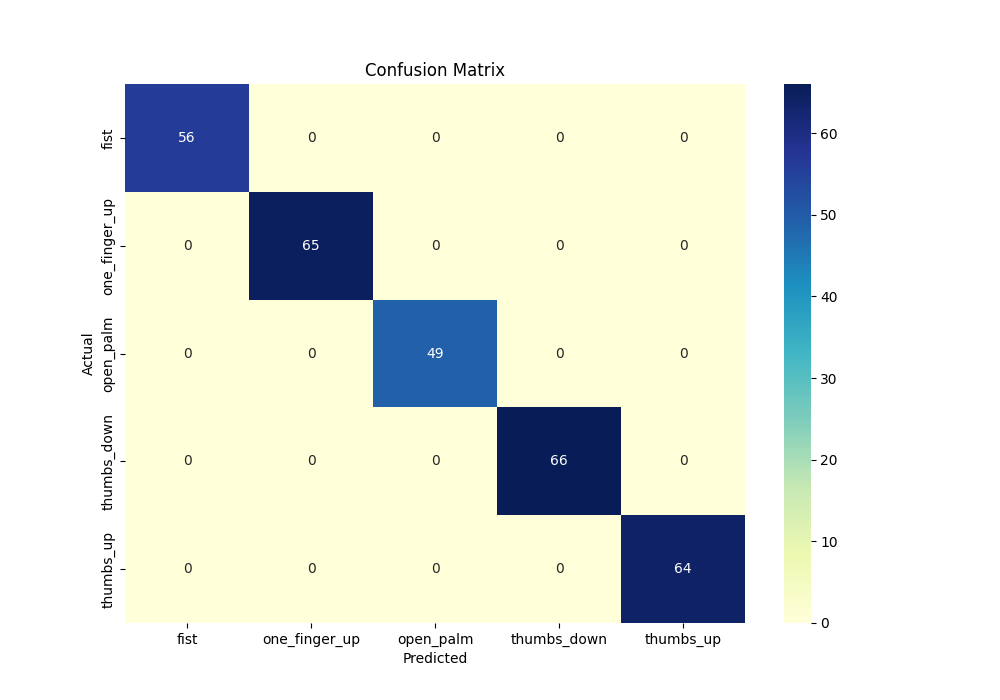 Confusion Matrix
fist 56 0 0 0 0
one_finger_up 0 65 0 0 0
open_palm 0 0 49 0 0
thumbs_down 0 0 0 66 0
thumbs_up 0 0 0 0 64
Actual
fist one_finger_up open_palm thumbs_down thumbs_up
Predicted
60
50
40
30
20
10
0